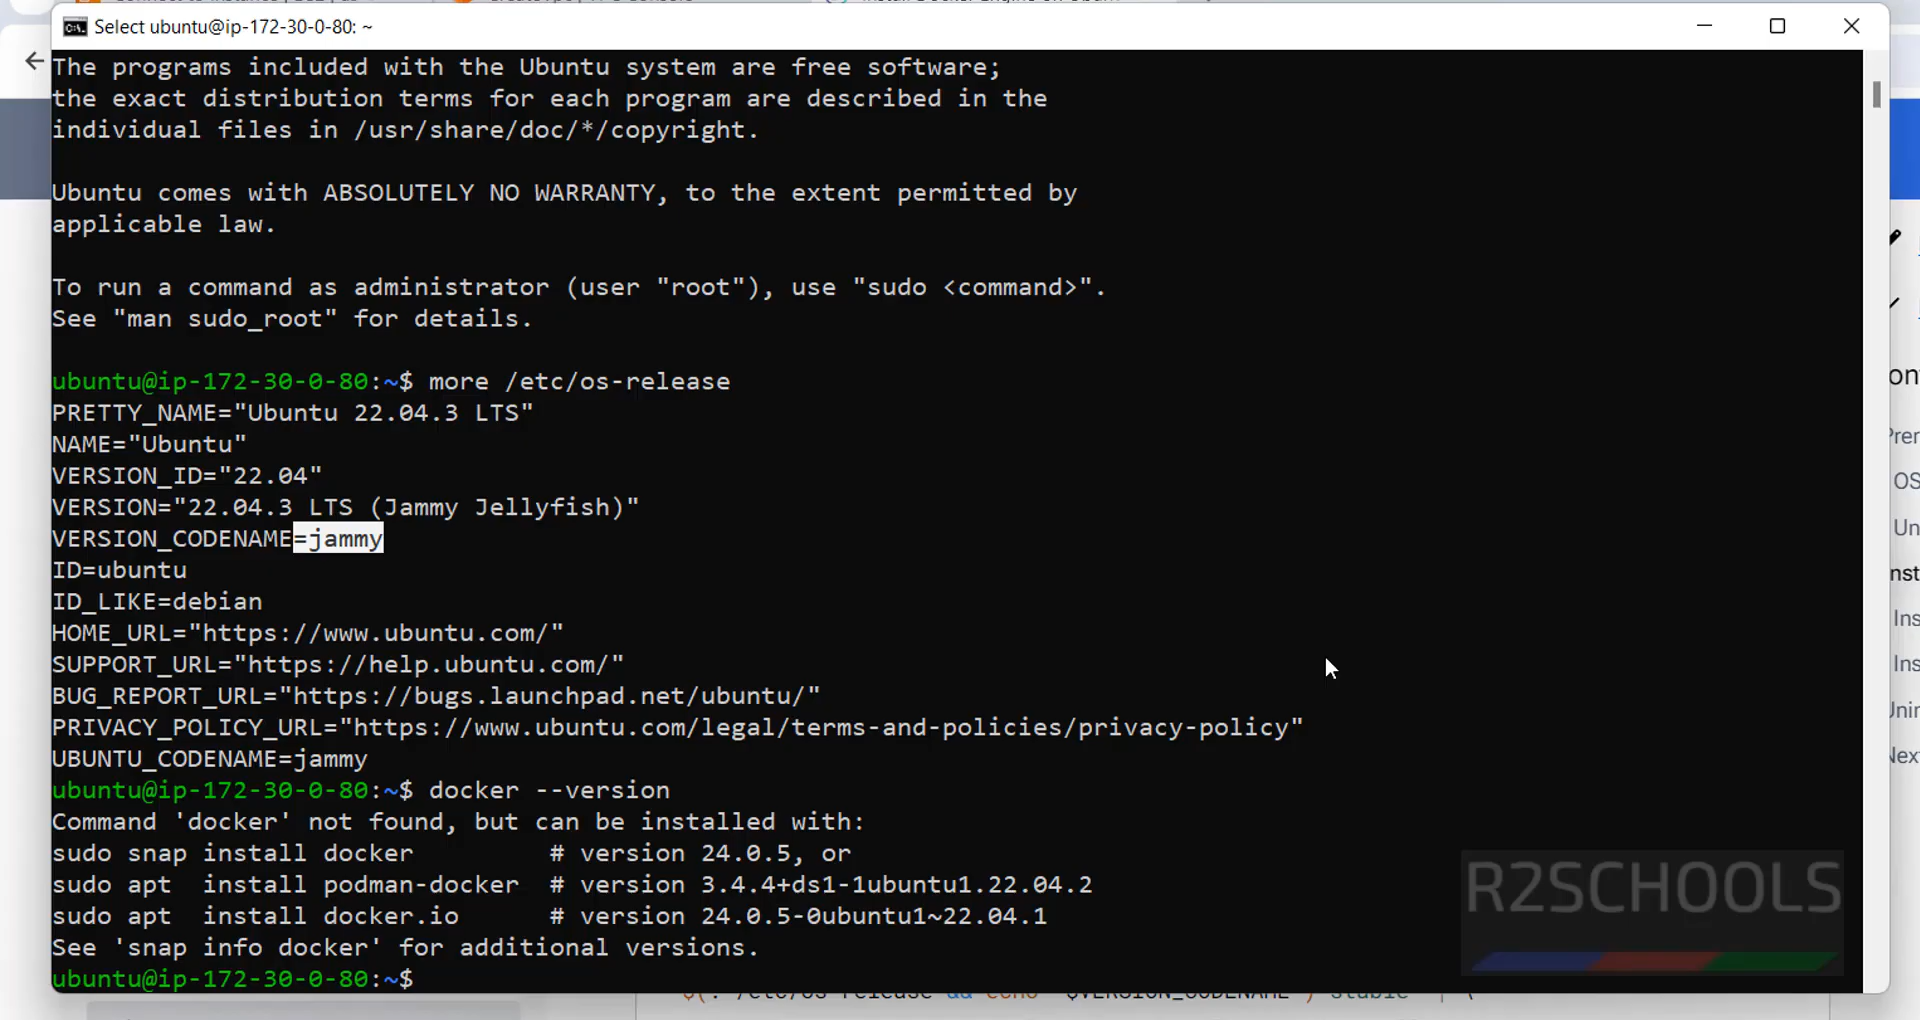 Select ubuntu@ip-172-30-0-80: ~
The programs included with the Ubuntu system are free software;
the exact distribution terms for each program are described in the
individual files in /usr/share/doc/*/copyright.
Ubuntu comes with ABSOLUTELY NO WARRANTY, to the extent permitted by
applicable law.
To run a command as administrator (user "root"), use "sudo <command>".
See "man sudo_root" for details.
ubuntu@ip-172-30-0-80:~$ more /etc/os-release
PRETTY_NAME="Ubuntu 22.04.3 LTS"
NAME="Ubuntu"
VERSION_ID="22.04"
VERSION="22.04.3 LTS (Jammy Jellyfish)"
VERSION_CODENAME=jammy
ID=ubuntu
ID_LIKE=debian
HOME_URL="https://www.ubuntu.com/"
SUPPORT_URL="https://help.ubuntu.com/"
BUG_REPORT_URL="https://bugs.launchpad.net/ubuntu/"
PRIVACY_POLICY_URL="https://www.ubuntu.com/legal/terms-and-policies/privacy-policy"
UBUNTU_CODENAME=jammy
ubuntu@ip-172-30-0-80:~$ docker --version
Command 'docker' not found, but can be installed with:
sudo snap install docker         # version 24.0.5, or
sudo apt  install podman-docker  # version 3.4.4+ds1-1ubuntu1.22.04.2
sudo apt  install docker.io      # version 24.0.5-0ubuntu1~22.04.1
See 'snap info docker' for additional versions.
ubuntu@ip-172-30-0-80:~$
R2SCHOOLS
OS